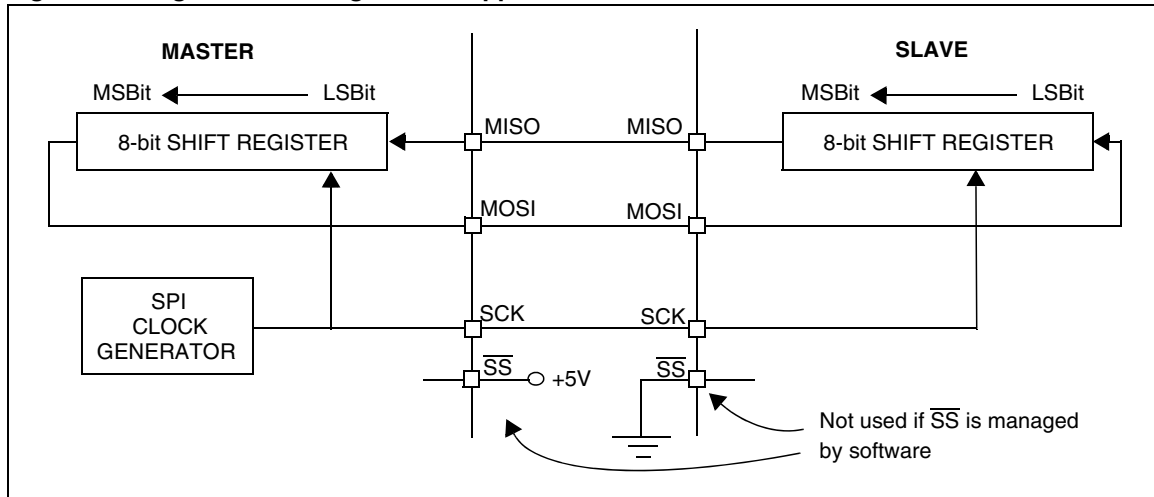 MASTER
SLAVE
MSBit LSBit
MSBit LSBit
8-bit SHIFT REGISTER
MISO
MISO
8-bit SHIFT REGISTER
MOSI
MOSI
SPI
CLOCK
GENERATOR
SCK
SCK
SS
+5V
SS
Not used if SS is managed
by software